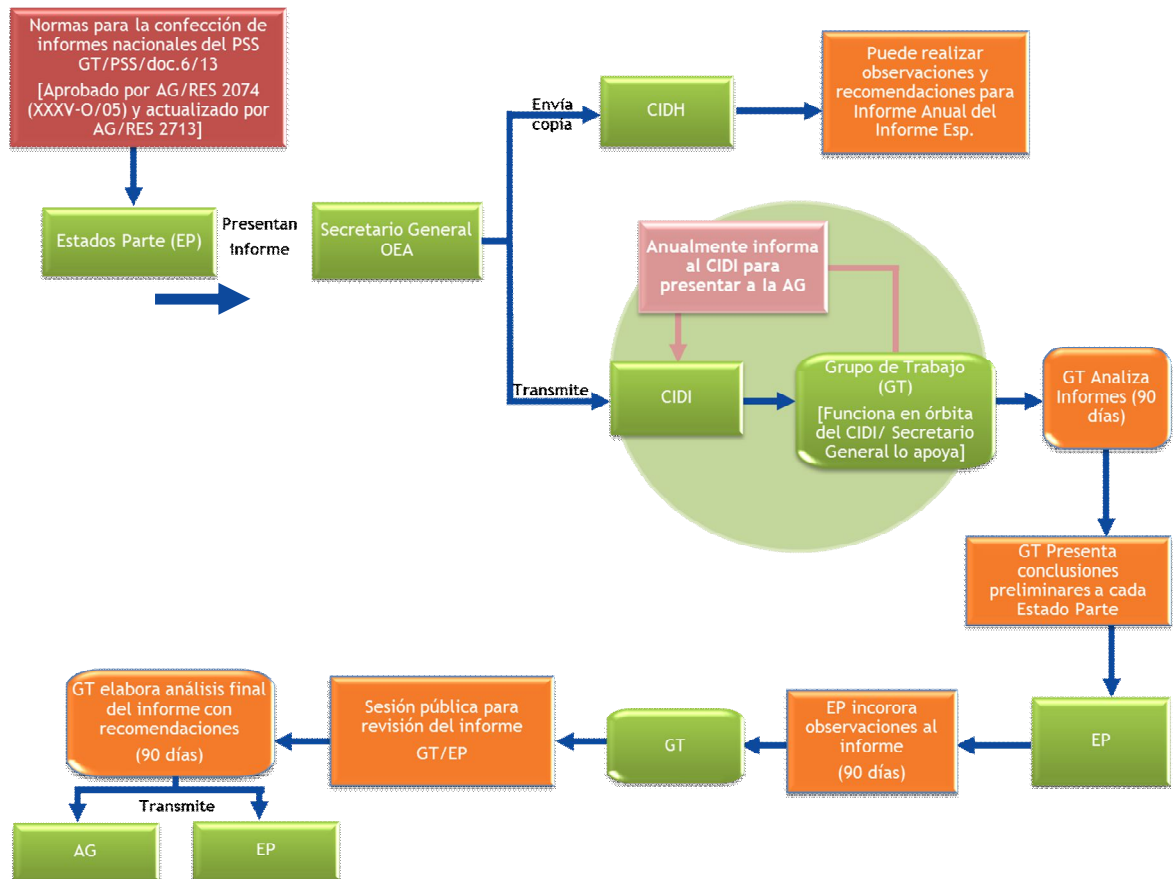 Normas para la confección de
informes nacionales del PSS
GT/PSS/doc.6/13
[Aprobado por AG/RES 2074
(XXXV-O/05) y actualizado por
AG/RES 2713]
Estados Parte (EP)
Presentan
informe
Secretario General
OEA
Envía
copia
CIDH
Puede realizar
observaciones y
recomendaciones para
Informe Anual del
Informe Esp.
Anualmente informa
al CIDI para
presentar a la AG
Transmite
CIDI
Grupo de Trabajo
(GT)
[Funciona en órbita
del CIDI/ Secretario
General lo apoya]
GT Analiza
Informes (90
días)
GT Presenta
conclusiones
preliminares a cada
Estado Parte
EP
EP incorora
observaciones al
informe
(90 días)
GT
Sesión pública para
revisión del informe
GT/EP
GT elabora análisis final
del informe con
recomendaciones
(90 días)
Transmite
AG
EP